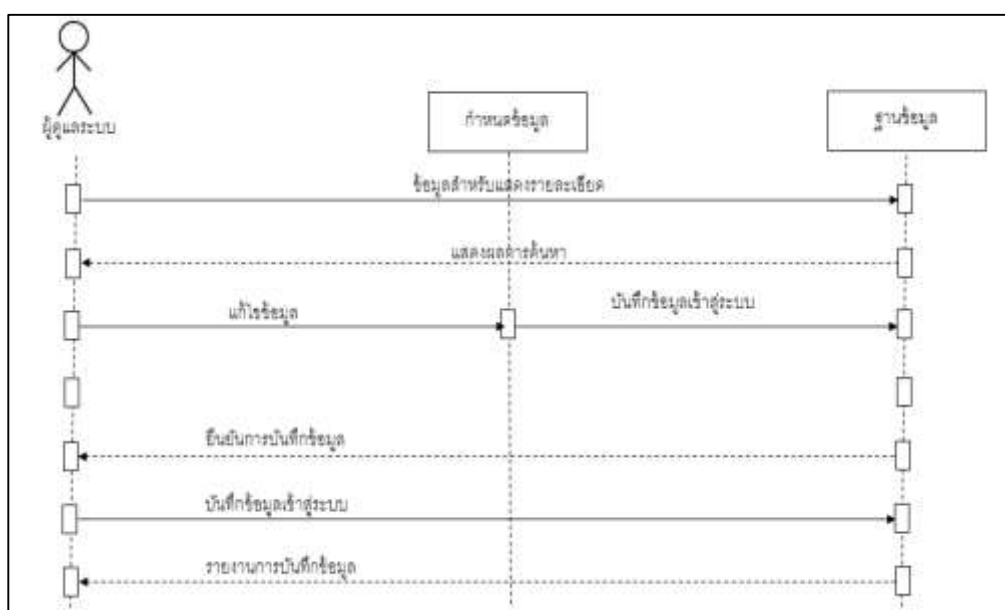 ผู้ดูแลระบบ
กำหนดข้อมูล
ฐานข้อมูล
ข้อมูลสำหรับแสดงรายละเอียด
แสดงผลการค้นหา
แก้ไขข้อมูล
บันทึกข้อมูลเข้าสู่ระบบ
ยืนยันการบันทึกข้อมูล
บันทึกข้อมูลเข้าสู่ระบบ
รายงานการบันทึกข้อมูล